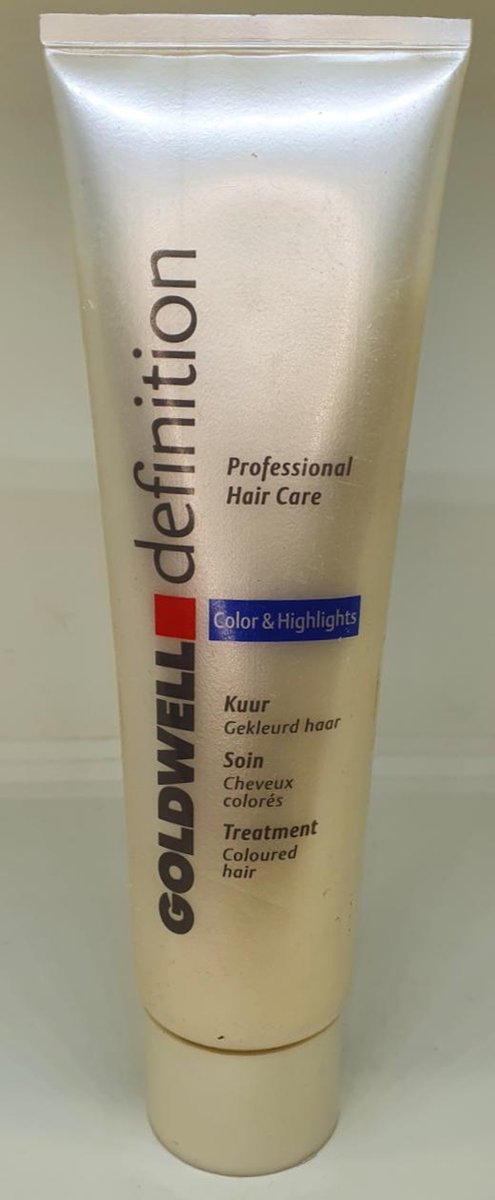 GOLDWELL definition
Professional
Hair Care
Color & Highlights
Kuur
Gekleurd haar
Soin
Cheveux
colorés
Treatment
Coloured
hair